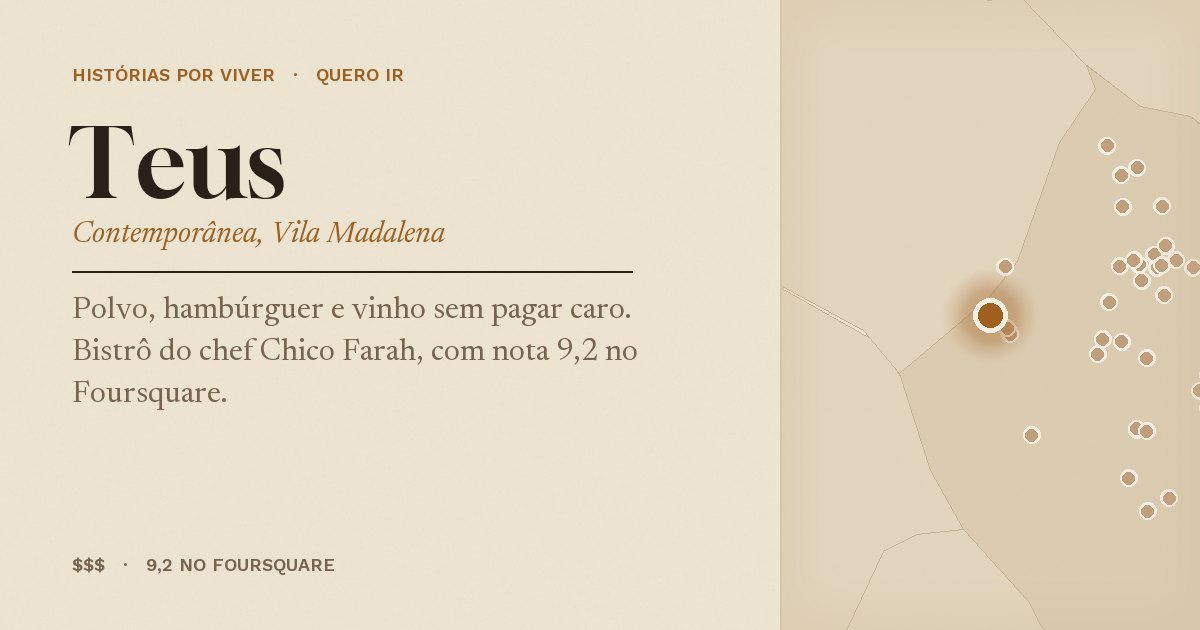 HISTÓRIAS POR VIVER · QUERO IR
Teus
Contemporânea, Vila Madalena
Polvo, hambúrguer e vinho sem pagar caro.
Bistrô do chef Chico Farah, com nota 9,2 no
Foursquare.
$$$ · 9,2 NO FOURSQUARE